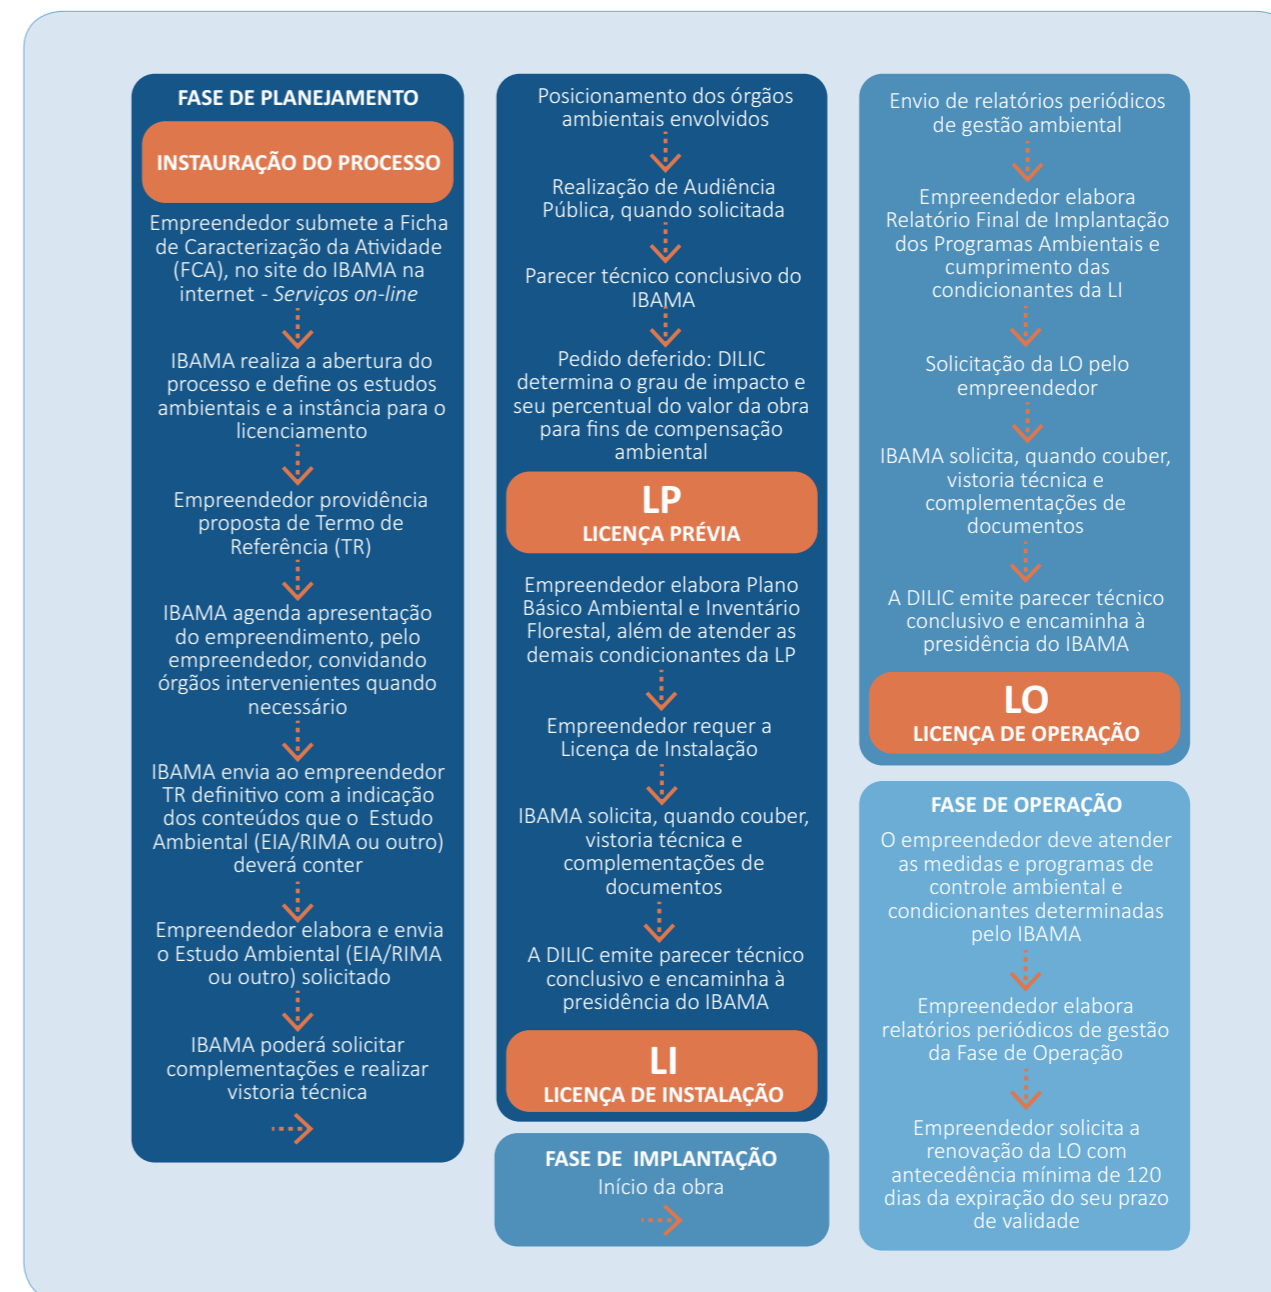 FASE DE PLANEJAMENTO
INSTAURAÇÃO DO PROCESSO
Empreendedor submete a Ficha
de Caracterização da Atividade
(FCA), no site do IBAMA na
internet - Serviços on-line
IBAMA realiza a abertura do
processo e define os estudos
ambientais e a instância para o
licenciamento
Empreendedor providência
proposta de Termo de
Referência (TR)
IBAMA agenda apresentação
do empreendimento, pelo
empreendedor, convidando
órgãos intervenientes quando
necessário
IBAMA envia ao empreendedor
TR definitivo com a indicação
dos conteúdos que o Estudo
Ambiental (EIA/RIMA ou outro)
deverá conter
Empreendedor elabora e envia
o Estudo Ambiental (EIA/RIMA
ou outro) solicitado
IBAMA poderá solicitar
complementações e realizar
vistoria técnica
Posicionamento dos órgãos
ambientais envolvidos
Realização de Audiência
Pública, quando solicitada
Parecer técnico conclusivo do
IBAMA
Pedido deferido: DILIC
determina o grau de impacto e
seu percentual do valor da obra
para fins de compensação
ambiental
LP
LICENÇA PRÉVIA
Empreendedor elabora Plano
Básico Ambiental e Inventário
Florestal, além de atender as
demais condicionantes da LP
Empreendedor requer a
Licença de Instalação
IBAMA solicita, quando couber,
vistoria técnica e
complementações de
documentos
A DILIC emite parecer técnico
conclusivo e encaminha à
presidência do IBAMA
LI
LICENÇA DE INSTALAÇÃO
FASE DE IMPLANTAÇÃO
Início da obra
Envio de relatórios periódicos
de gestão ambiental
Empreendedor elabora
Relatório Final de Implantação
dos Programas Ambientais e
cumprimento das
condicionantes da LI
Solicitação da LO pelo
empreendedor
IBAMA solicita, quando couber,
vistoria técnica e
complementações de
documentos
A DILIC emite parecer técnico
conclusivo e encaminha à
presidência do IBAMA
LO
LICENÇA DE OPERAÇÃO
FASE DE OPERAÇÃO
O empreendedor deve atender
as medidas e programas de
controle ambiental e
condicionantes determinadas
pelo IBAMA
Empreendedor elabora
relatórios periódicos de gestão
da Fase de Operação
Empreendedor solicita a
renovação da LO com
antecedência mínima de 120
dias da expiração do seu prazo
de validade